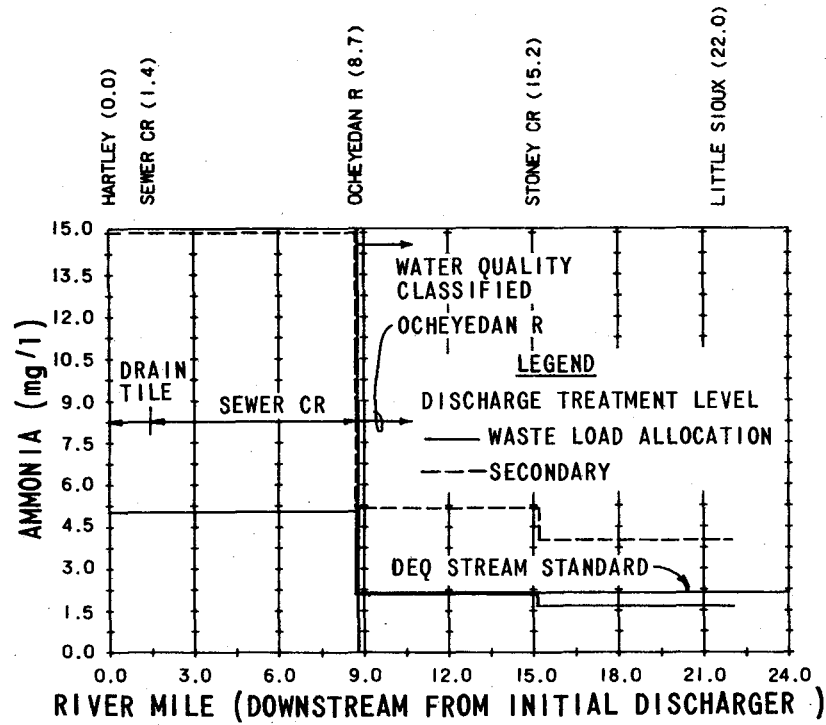 HARTLEY (0.0)
SEWER CR (1.4)
OCHEYEDAN R (8.7)
STONEY CR (15.2)
LITTLE SIOUX (22.0)
15.0
13.5
12.0
10.5
9.0
7.5
6.0
4.5
3.0
1.5
0.0
AMMONIA (mg/l)
WATER QUALITY
CLASSIFIED
OCHEYEDAN R
DRAIN
TILE
SEWER CR
LEGEND
DISCHARGE TREATMENT LEVEL
WASTE LOAD ALLOCATION
SECONDARY
DEQ STREAM STANDARD
0.0 3.0 6.0 9.0 12.0 15.0 18.0 21.0 24.0
RIVER MILE (DOWNSTREAM FROM INITIAL DISCHARGER )